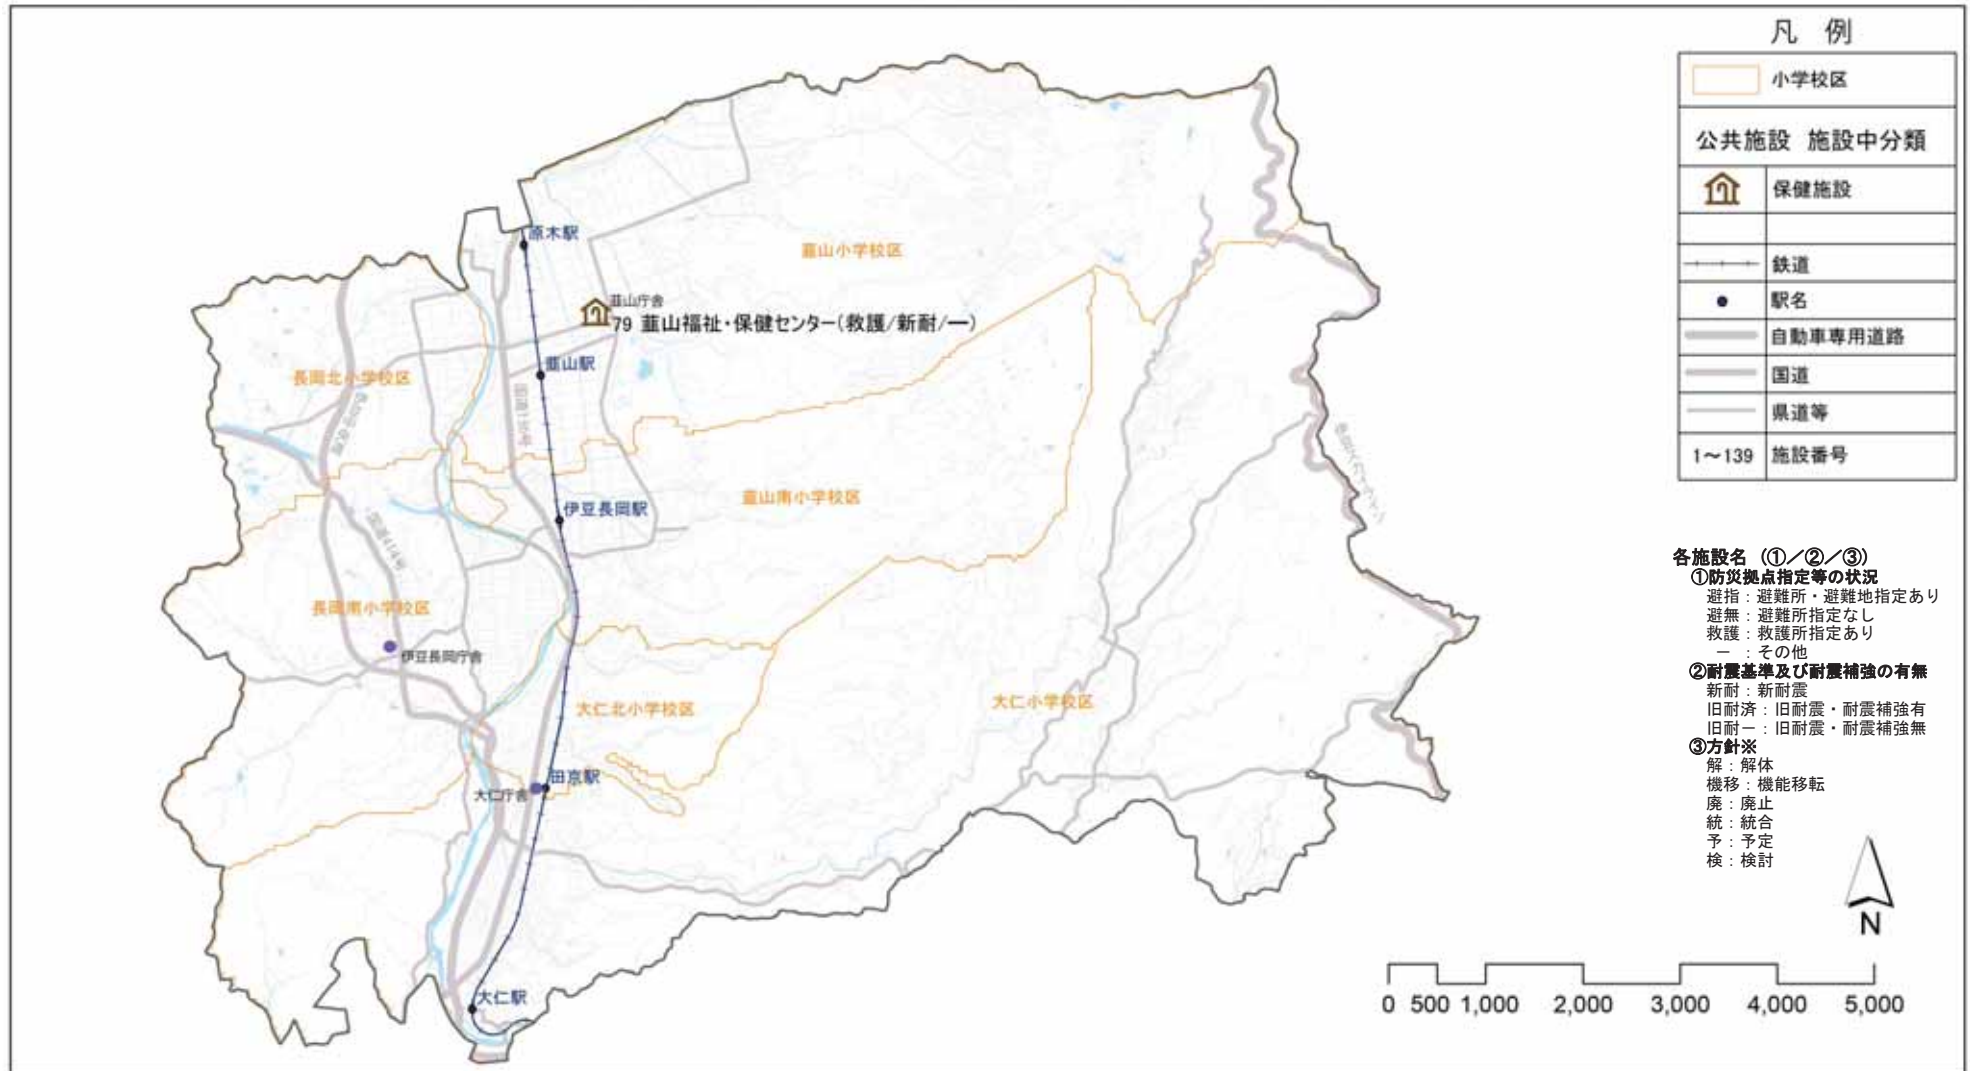 凡 例
小学校区
公共施設 施設中分類
保健施設
鉄道
駅名
自動車専用道路
国道
県道等
1～139 施設番号
原木駅
韮山小学校区
韮山庁舎
79 韮山福祉・保健センター(救護/新耐/ー)
韮山駅
長岡北小学校区
国道136号
伊豆長岡駅
韮山南小学校区
国道414号
長岡南小学校区
伊豆長岡庁舎
大仁北小学校区
大仁小学校区
田京駅
大仁庁舎
大仁駅
各施設名 (①／②／③)
①防災拠点指定等の状況
避指：避難所・避難地指定あり
避無：避難所指定なし
救護：救護所指定あり
－ ：その他
②耐震基準及び耐震補強の有無
新耐：新耐震
旧耐済：旧耐震・耐震補強有
旧耐－：旧耐震・耐震補強無
③方針※
解：解体
機移：機能移転
廃：廃止
統：統合
予：予定
検：検討
N
0 500 1,000 2,000 3,000 4,000 5,000